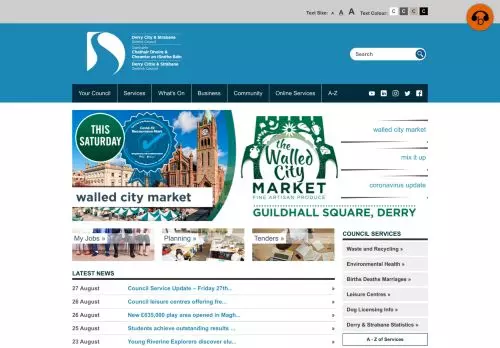 Text Size: A A A Text Colour: C C C C
Derry City & Strabane
District Council
Comhairle
Chathair Dhoire &
Cheantar an tSratha Báin
Derry Cittie & Strabane
Destrick Cooncil
Search
Your Council Services What's On Business Community Online Services A-Z
THIS
SATURDAY
the
Walled
City
MARKET
FINE ARTISAN PRODUCE
GUILDHALL SQUARE, DERRY
walled city market
walled city market
mix it up
coronavirus update
My Jobs »
Planning »
Tenders »
COUNCIL SERVICES
Waste and Recycling »
Environmental Health »
Births Deaths Marriages »
Leisure Centres »
Dog Licensing Info »
Derry & Strabane Statistics »
A - Z of Services
LATEST NEWS
27 August Council Service Update – Friday 27th... »
26 August Council leisure centres offering fre... »
26 August New £635,000 play area opened in Magh... »
25 August Students achieve outstanding results ... »
23 August Young Riverine Explorers discover stu... »